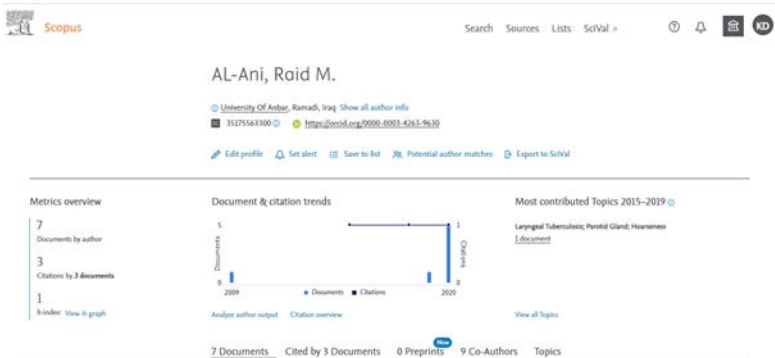 Scopus
Search Sources Lists SciVal
KD
AL-Ani, Raid M.
University Of Anbar, Ramadi, Iraq Show all author info
35175563300 https://orcid.org/0000-0003-4263-9630
Edit profile Set alert Save to list Potential author matches Export to SciVal
Metrics overview
7
Documents by author
3
Citations by 3 documents
1
h-index: View h-graph
Document & citation trends
5
1
Documents
Citations
0
0
2009
2020
Documents Citations
Analyze author output Citation overview
Most contributed Topics 2015–2019
Laryngeal Tuberculosis; Parotid Gland; Hoarseness
1 document
View all Topics
New
7 Documents Cited by 3 Documents 0 Preprints 9 Co-Authors Topics